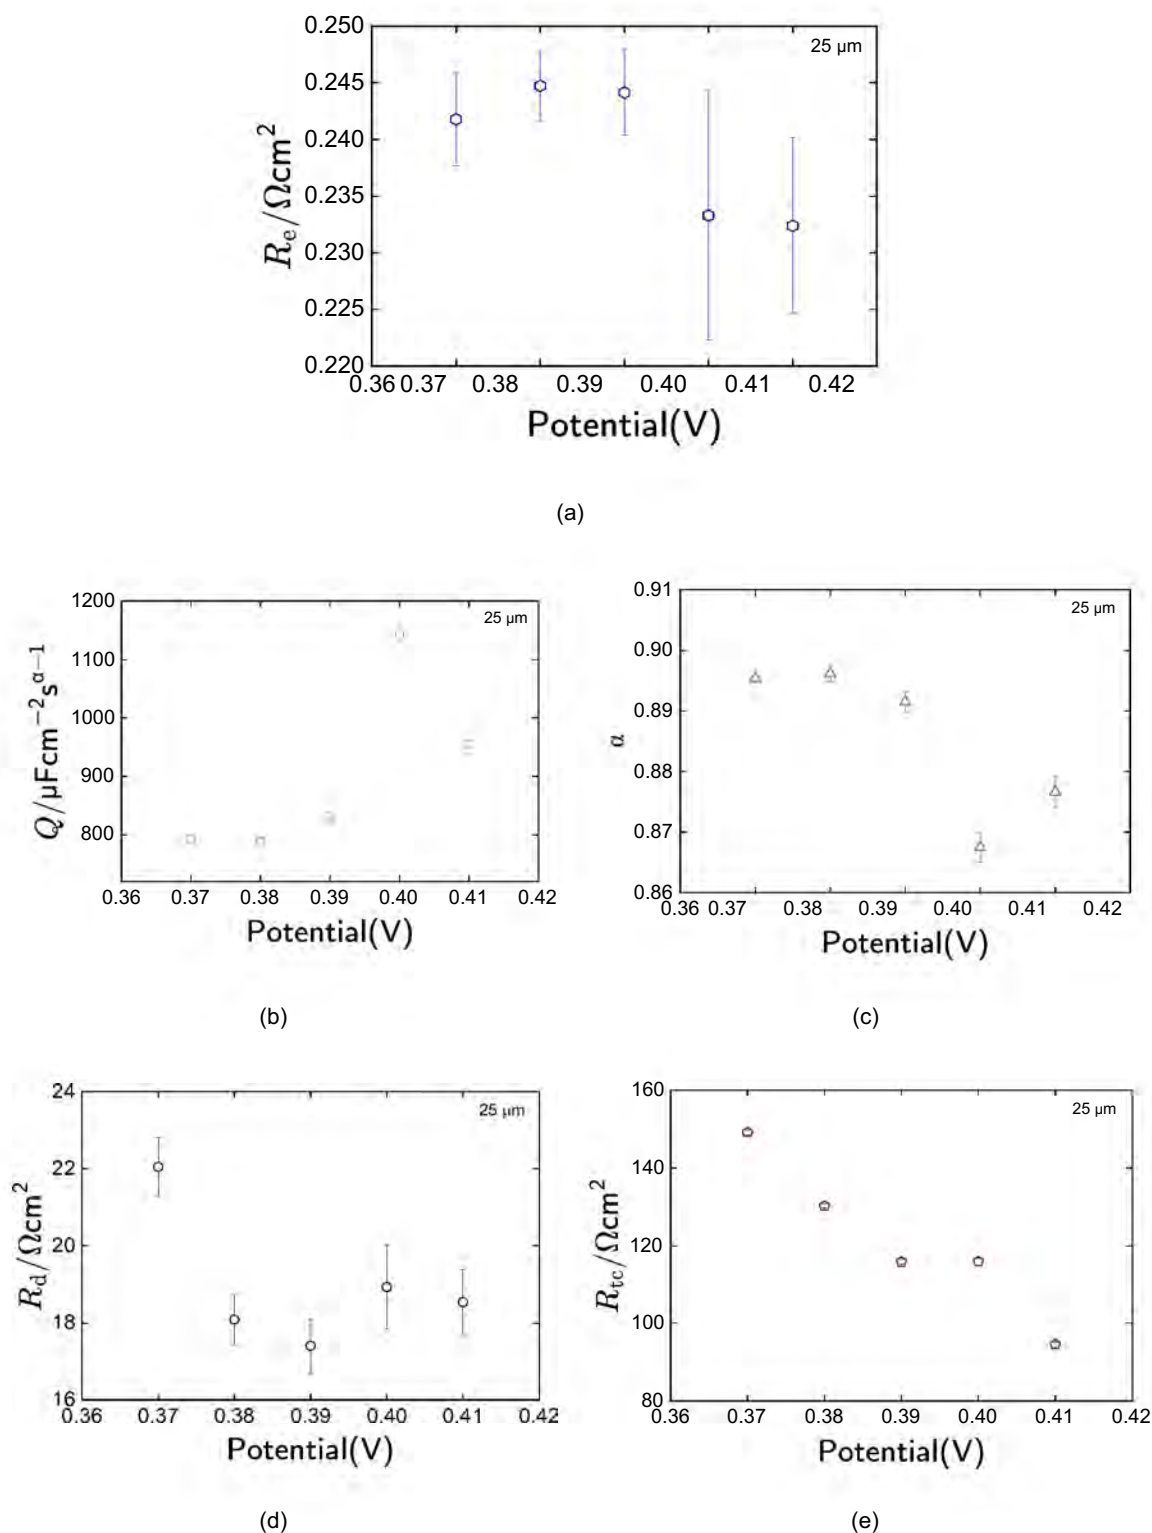 0.250
25 µm
0.245
0.240
0.235
0.230
0.225
0.220
Rₑ/Ωcm²
0.36 0.37 0.38 0.39 0.40 0.41 0.42
Potential(V)
(a)
1200
25 µm
1100
1000
900
800
Q/µFcm⁻²s^α−1
0.36 0.37 0.38 0.39 0.40 0.41 0.42
Potential(V)
(b)
0.91
25 µm
0.90
0.89
0.88
0.87
0.86
α
0.36 0.37 0.38 0.39 0.40 0.41 0.42
Potential(V)
(c)
24
25 µm
22
20
18
16
R_d/Ωcm²
0.36 0.37 0.38 0.39 0.40 0.41 0.42
Potential(V)
(d)
160
25 µm
140
120
100
80
R_tc/Ωcm²
0.36 0.37 0.38 0.39 0.40 0.41 0.42
Potential(V)
(e)